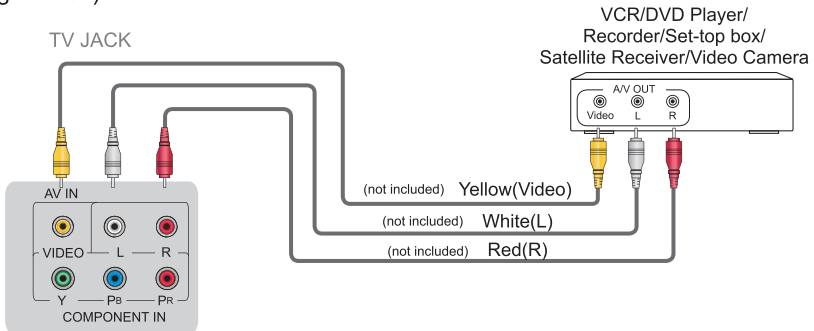 VCR/DVD Player/
Recorder/Set-top box/
Satellite Receiver/Video Camera
TV JACK
A/V OUT
Video L R
AV IN
VIDEO L R
Y PB PR
COMPONENT IN
(not included) Yellow(Video)
(not included) White(L)
(not included) Red(R)